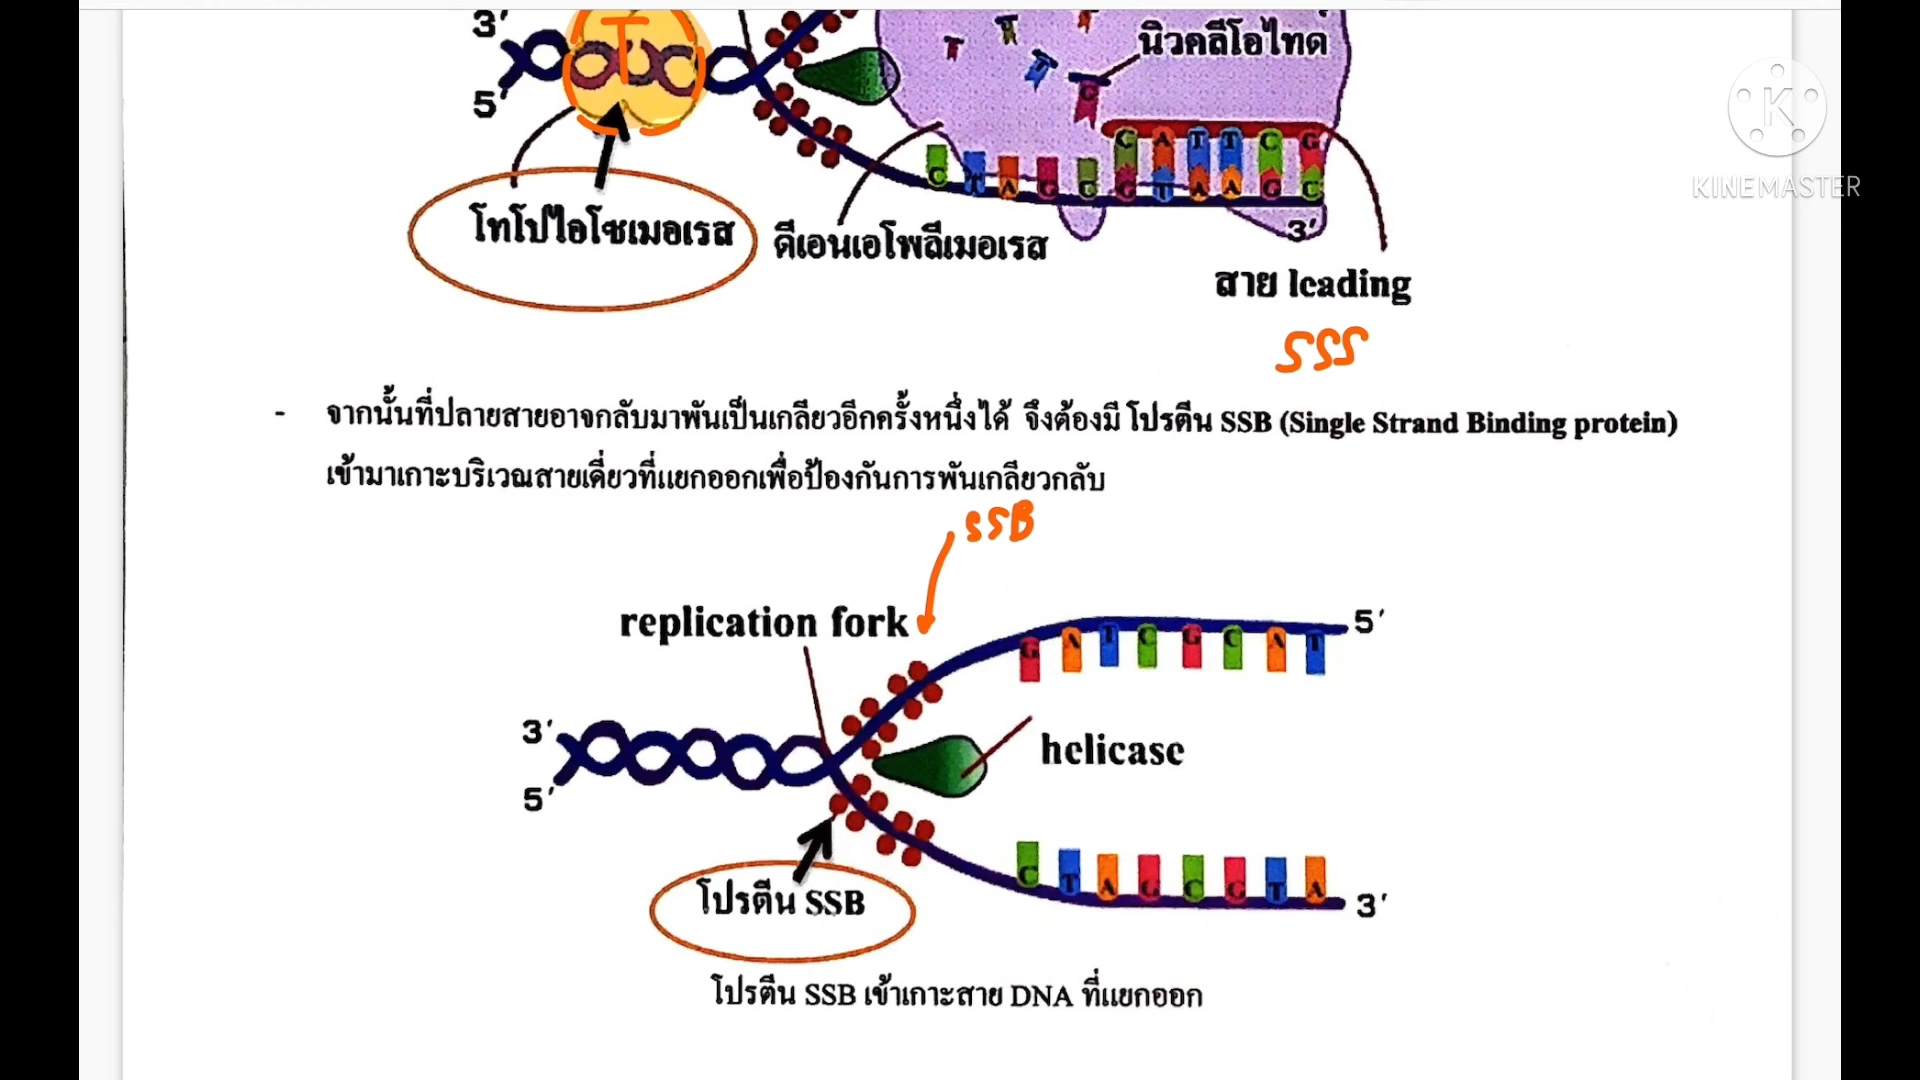 3′
T
นิวคลีโอไทด
5′
T
T
G
C A T T C G
C T A G C G T A A G C
3′
โทโปไอโซเมอเรส
ดีเอนเอโพลีเมอเรส
สาย leading
SSS
- จากนั้นที่ปลายสายอาจกลับมาพันเป็นเกลียวอีกครั้งหนึ่งได้ จึงต้องมี โปรตีน SSB (Single Strand Binding protein)
เข้ามาเกาะบริเวณสายเดี่ยวที่แยกออกเพื่อป้องกันการพันเกลียวกลับ
SSB
replication fork
5′
G A T C G C A T
3′
helicase
5′
C T A G C G T A
3′
โปรตีน SSB
โปรตีน SSB เข้าเกาะสาย DNA ที่แยกออก
K
KINEMASTER